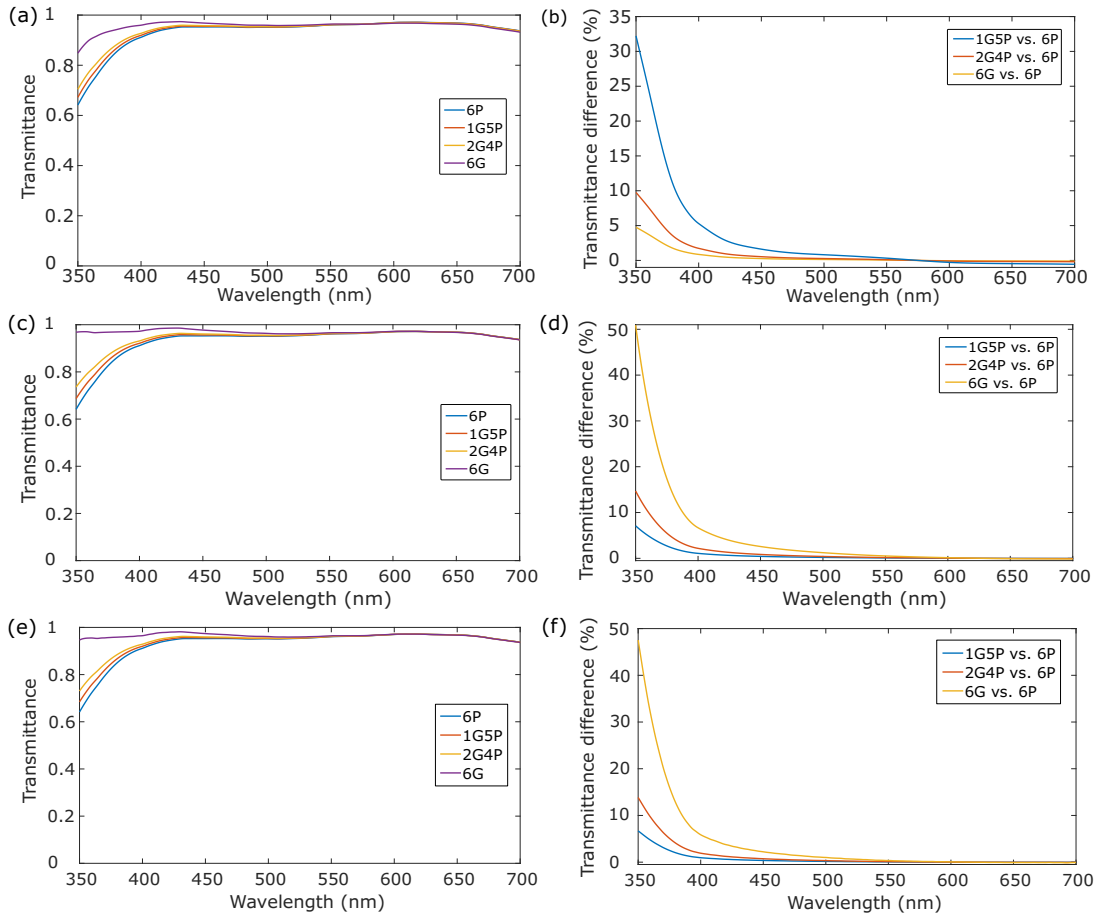 (a)
Transmittance
1
0.8
0.6
0.4
0.2
0
6P
1G5P
2G4P
6G
350 400 450 500 550 600 650 700
Wavelength (nm)
(b)
Transmittance difference (%)
35
30
25
20
15
10
5
0
1G5P vs. 6P
2G4P vs. 6P
6G vs. 6P
350 400 450 500 550 600 650 700
Wavelength (nm)
(c)
Transmittance
1
0.8
0.6
0.4
0.2
0
6P
1G5P
2G4P
6G
350 400 450 500 550 600 650 700
Wavelength (nm)
(d)
Transmittance difference (%)
50
40
30
20
10
0
1G5P vs. 6P
2G4P vs. 6P
6G vs. 6P
350 400 450 500 550 600 650 700
Wavelength (nm)
(e)
Transmittance
1
0.8
0.6
0.4
0.2
0
6P
1G5P
2G4P
6G
350 400 450 500 550 600 650 700
Wavelength (nm)
(f)
Transmittance difference (%)
50
40
30
20
10
0
1G5P vs. 6P
2G4P vs. 6P
6G vs. 6P
350 400 450 500 550 600 650 700
Wavelength (nm)